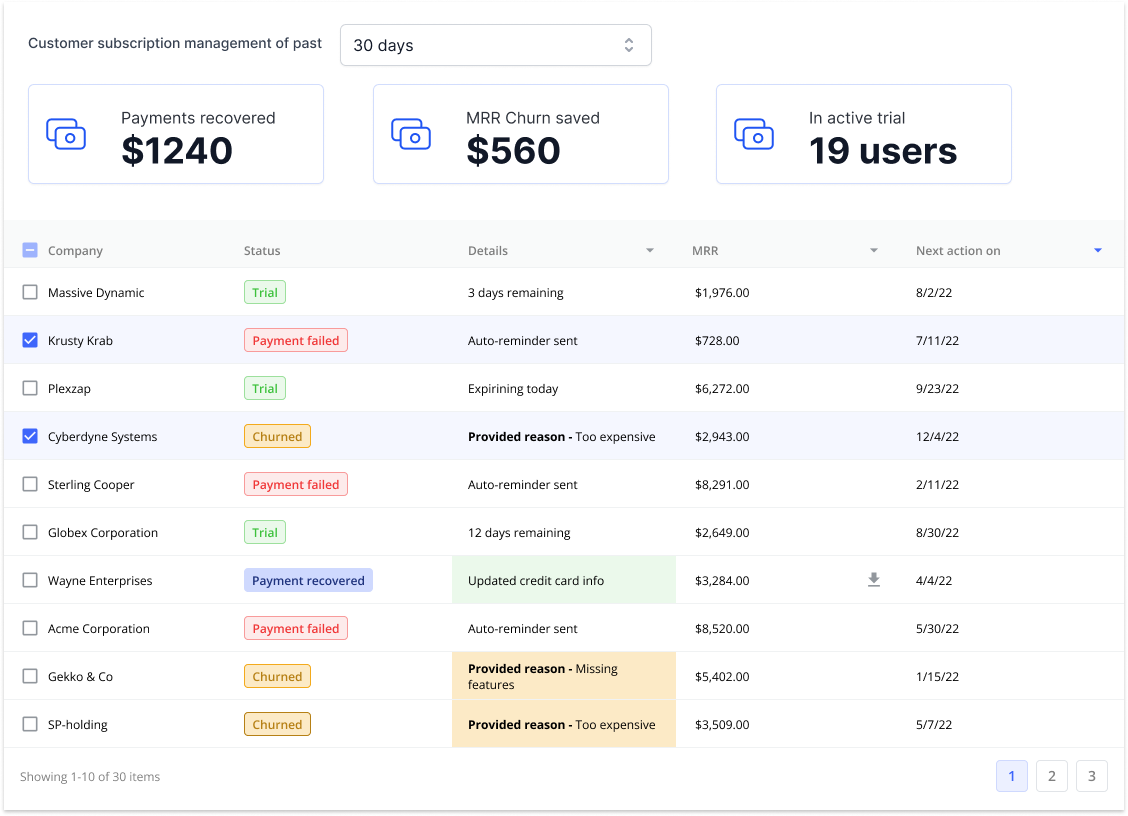 Customer subscription management of past 30 days
Payments recovered
$1240
MRR Churn saved
$560
In active trial
19 users
Company Status Details MRR Next action on
Massive Dynamic Trial 3 days remaining $1,976.00 8/2/22
Krusty Krab Payment failed Auto-reminder sent $728.00 7/11/22
Plexzap Trial Expirining today $6,272.00 9/23/22
Cyberdyne Systems Churned Provided reason - Too expensive $2,943.00 12/4/22
Sterling Cooper Payment failed Auto-reminder sent $8,291.00 2/11/22
Globex Corporation Trial 12 days remaining $2,649.00 8/30/22
Wayne Enterprises Payment recovered Updated credit card info $3,284.00 4/4/22
Acme Corporation Payment failed Auto-reminder sent $8,520.00 5/30/22
Gekko & Co Churned Provided reason - Missing features $5,402.00 1/15/22
SP-holding Churned Provided reason - Too expensive $3,509.00 5/7/22
Showing 1-10 of 30 items 1 2 3